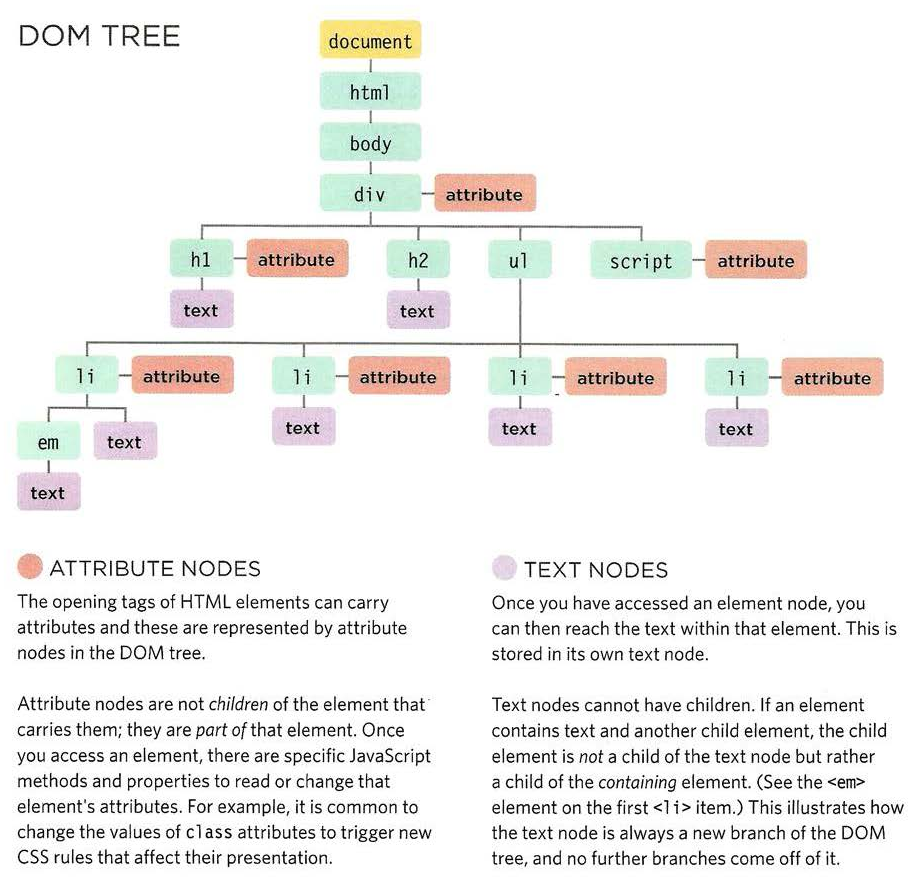 DOM TREE
document
html
body
div attribute
h1 attribute h2 ul script attribute
text text
li attribute li attribute li attribute li attribute
text text text
em text
text
ATTRIBUTE NODES
The opening tags of HTML elements can carry
attributes and these are represented by attribute
nodes in the DOM tree.
Attribute nodes are not children of the element that
carries them; they are part of that element. Once
you access an element, there are specific JavaScript
methods and properties to read or change that
element's attributes. For example, it is common to
change the values of class attributes to trigger new
CSS rules that affect their presentation.
TEXT NODES
Once you have accessed an element node, you
can then reach the text within that element. This is
stored in its own text node.
Text nodes cannot have children. If an element
contains text and another child element, the child
element is not a child of the text node but rather
a child of the containing element. (See the <em>
element on the first <li> item.) This illustrates how
the text node is always a new branch of the DOM
tree, and no further branches come off of it.